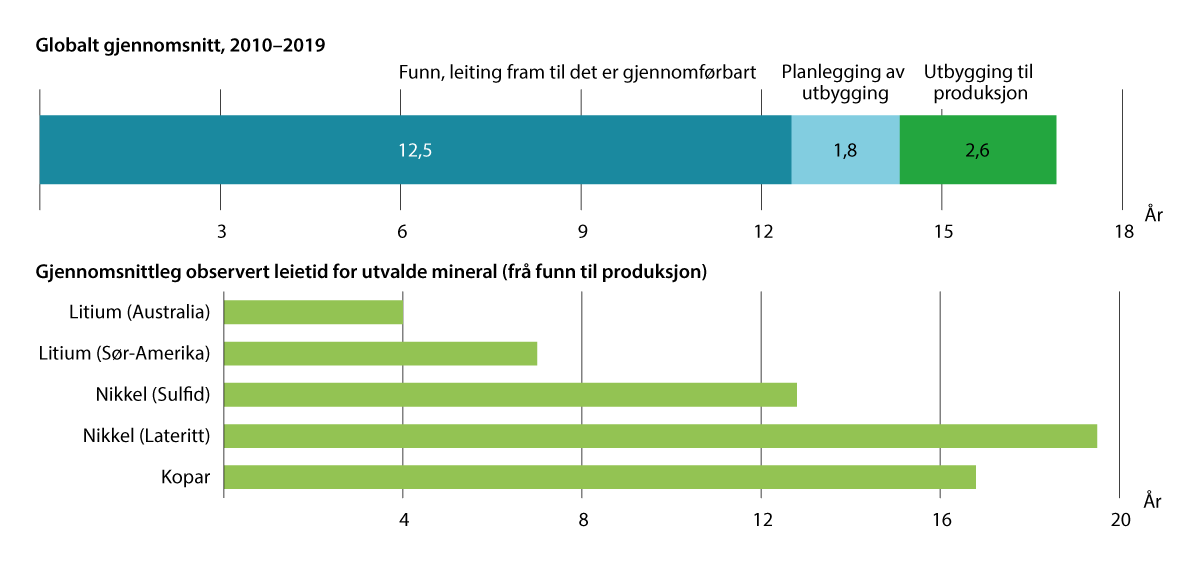 Globalt gjennomsnitt, 2010–2019
Funn, leiting fram til det er gjennomførbart
Planlegging av
utbygging
Utbygging til
produksjon
12,5
1,8
2,6
År
3
6
9
12
15
18
Gjennomsnittleg observert leietid for utvalde mineral (frå funn til produksjon)
Litium (Australia)
Litium (Sør-Amerika)
Nikkel (Sulfid)
Nikkel (Lateritt)
Kopar
År
4
8
12
16
20